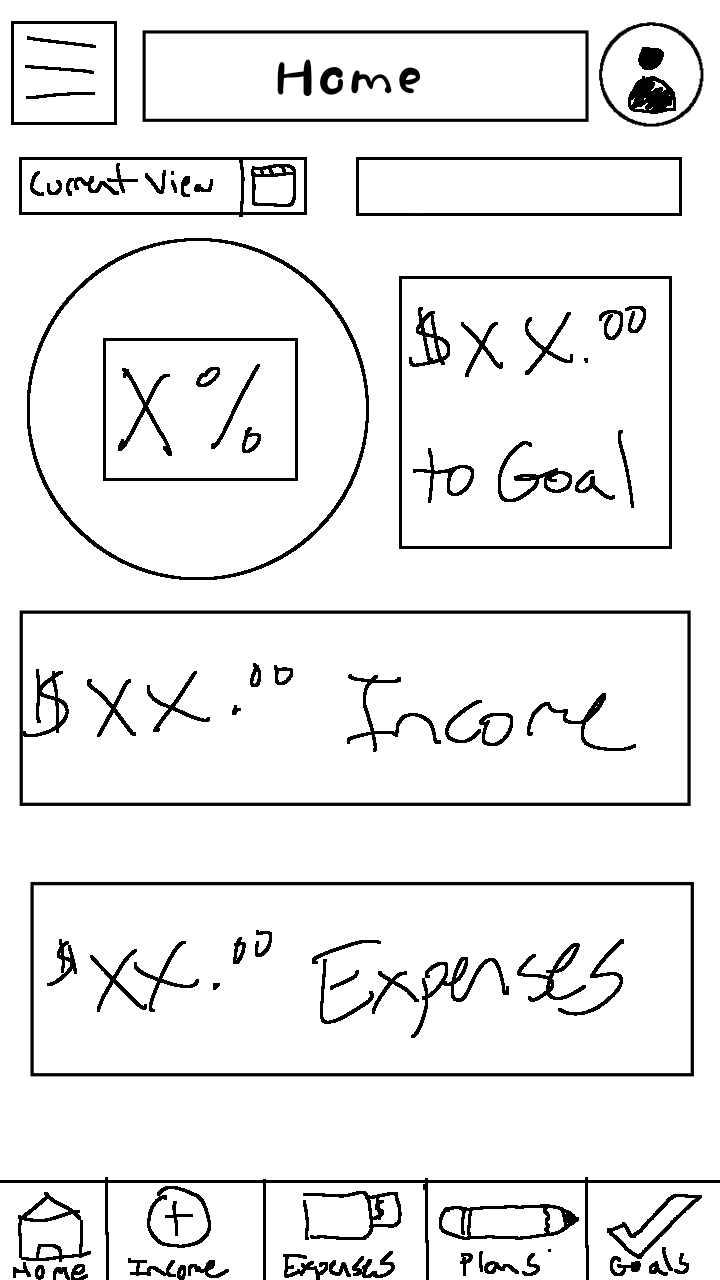 Home
Current View
X%
$XX.00
to Goal
$XX.00 Income
$XX.00 Expenses
$
Home Income Expenses Plans Goals